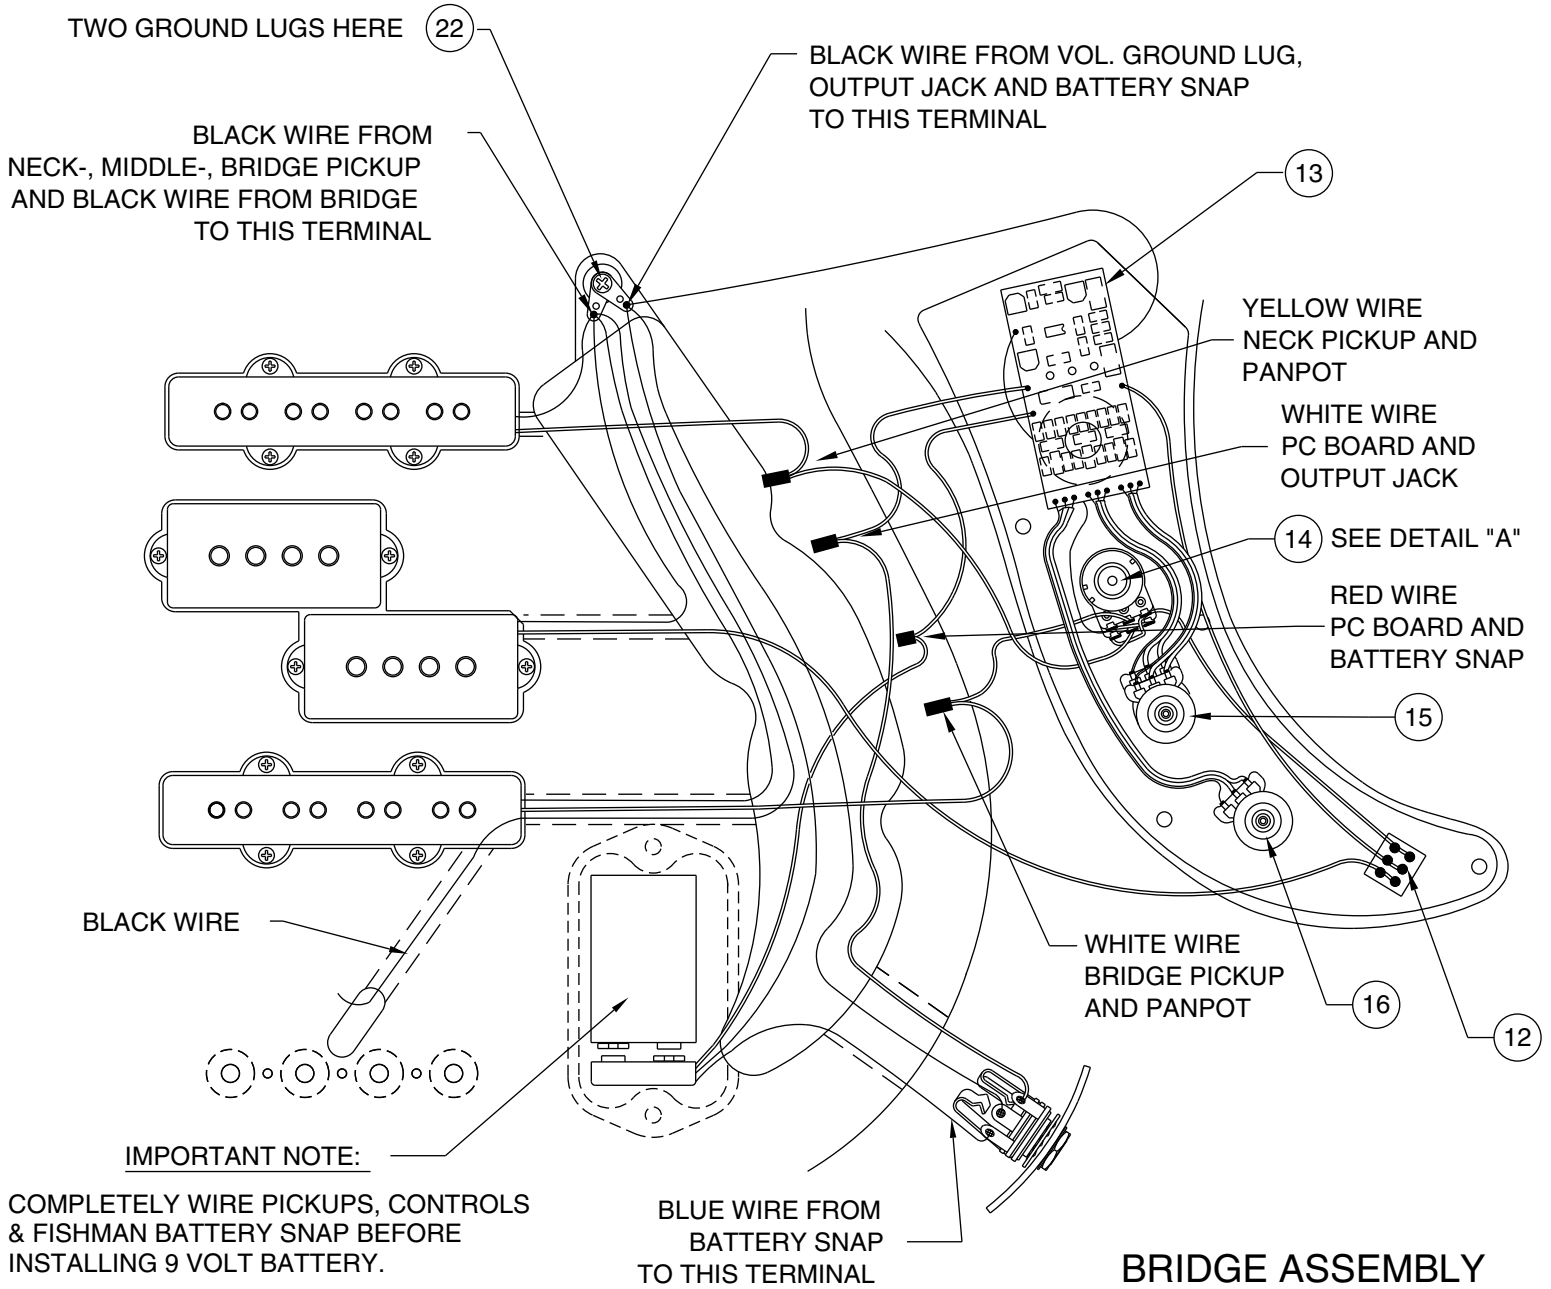 TWO GROUND LUGS HERE
22
BLACK WIRE FROM VOL. GROUND LUG,
OUTPUT JACK AND BATTERY SNAP
TO THIS TERMINAL
BLACK WIRE FROM
NECK-, MIDDLE-, BRIDGE PICKUP
AND BLACK WIRE FROM BRIDGE
TO THIS TERMINAL
13
YELLOW WIRE
NECK PICKUP AND
PANPOT
WHITE WIRE
PC BOARD AND
OUTPUT JACK
14
SEE DETAIL "A"
RED WIRE
PC BOARD AND
BATTERY SNAP
15
BLACK WIRE
WHITE WIRE
BRIDGE PICKUP
AND PANPOT
16
12
IMPORTANT NOTE:
COMPLETELY WIRE PICKUPS, CONTROLS
& FISHMAN BATTERY SNAP BEFORE
INSTALLING 9 VOLT BATTERY.
BLUE WIRE FROM
BATTERY SNAP
TO THIS TERMINAL
BRIDGE ASSEMBLY